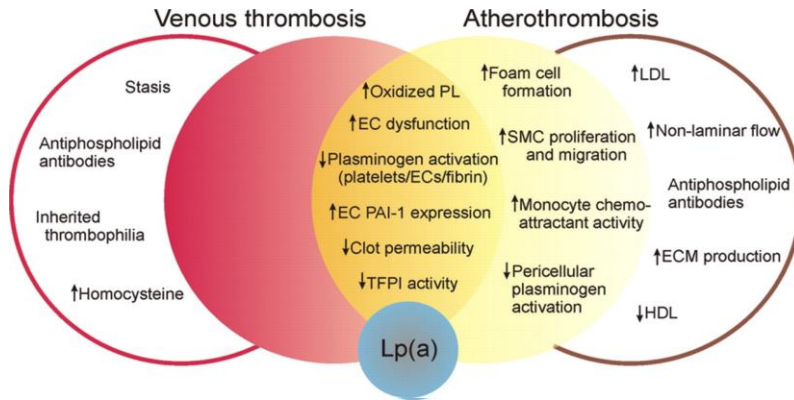 Venous thrombosis
Atherothrombosis
Stasis
Antiphospholipid
antibodies
Inherited
thrombophilia
↑Homocysteine
↑Oxidized PL
↑EC dysfunction
↓Plasminogen activation
(platelets/ECs/fibrin)
↑EC PAI-1 expression
↓Clot permeability
↓TFPI activity
Lp(a)
↑Foam cell
formation
↑SMC proliferation
and migration
↑Monocyte chemo-
attractant activity
↓Pericellular
plasminogen
activation
↑LDL
↑Non-laminar flow
Antiphospholipid
antibodies
↑ECM production
↓HDL